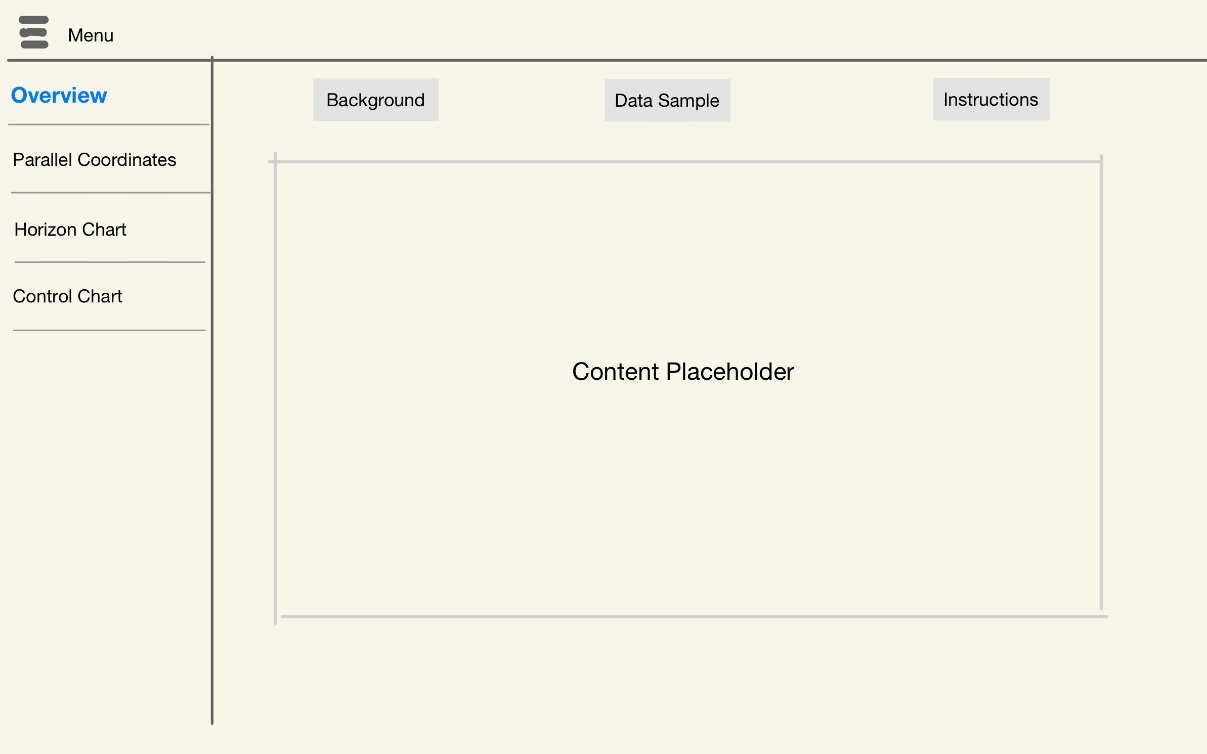 Menu
Overview
Background
Data Sample
Instructions
Parallel Coordinates
Horizon Chart
Control Chart
Content Placeholder